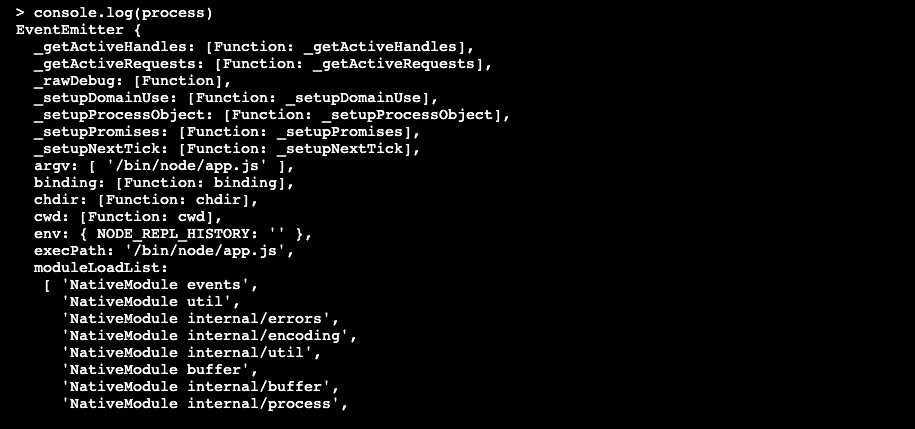 > console.log(process)
EventEmitter {
  _getActiveHandles: [Function: _getActiveHandles],
  _getActiveRequests: [Function: _getActiveRequests],
  _rawDebug: [Function],
  _setupDomainUse: [Function: _setupDomainUse],
  _setupProcessObject: [Function: _setupProcessObject],
  _setupPromises: [Function: _setupPromises],
  _setupNextTick: [Function: _setupNextTick],
  argv: [ '/bin/node/app.js' ],
  binding: [Function: binding],
  chdir: [Function: chdir],
  cwd: [Function: cwd],
  env: { NODE_REPL_HISTORY: '' },
  execPath: '/bin/node/app.js',
  moduleLoadList:
   [ 'NativeModule events',
     'NativeModule util',
     'NativeModule internal/errors',
     'NativeModule internal/encoding',
     'NativeModule internal/util',
     'NativeModule buffer',
     'NativeModule internal/buffer',
     'NativeModule internal/process',